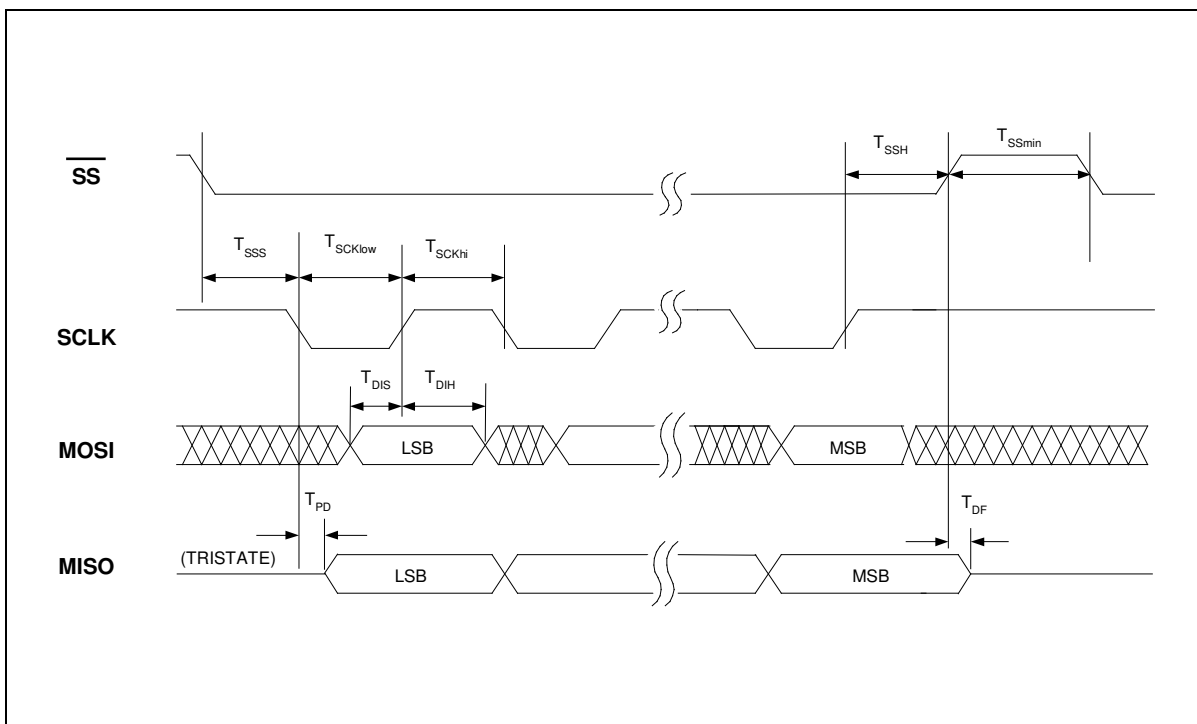 T_SSH
T_SSmin
SS
T_SSS
T_SCKlow
T_SCKhi
SCLK
T_DIS
T_DIH
MOSI
LSB
MSB
T_PD
T_DF
MISO
(TRISTATE)
LSB
MSB